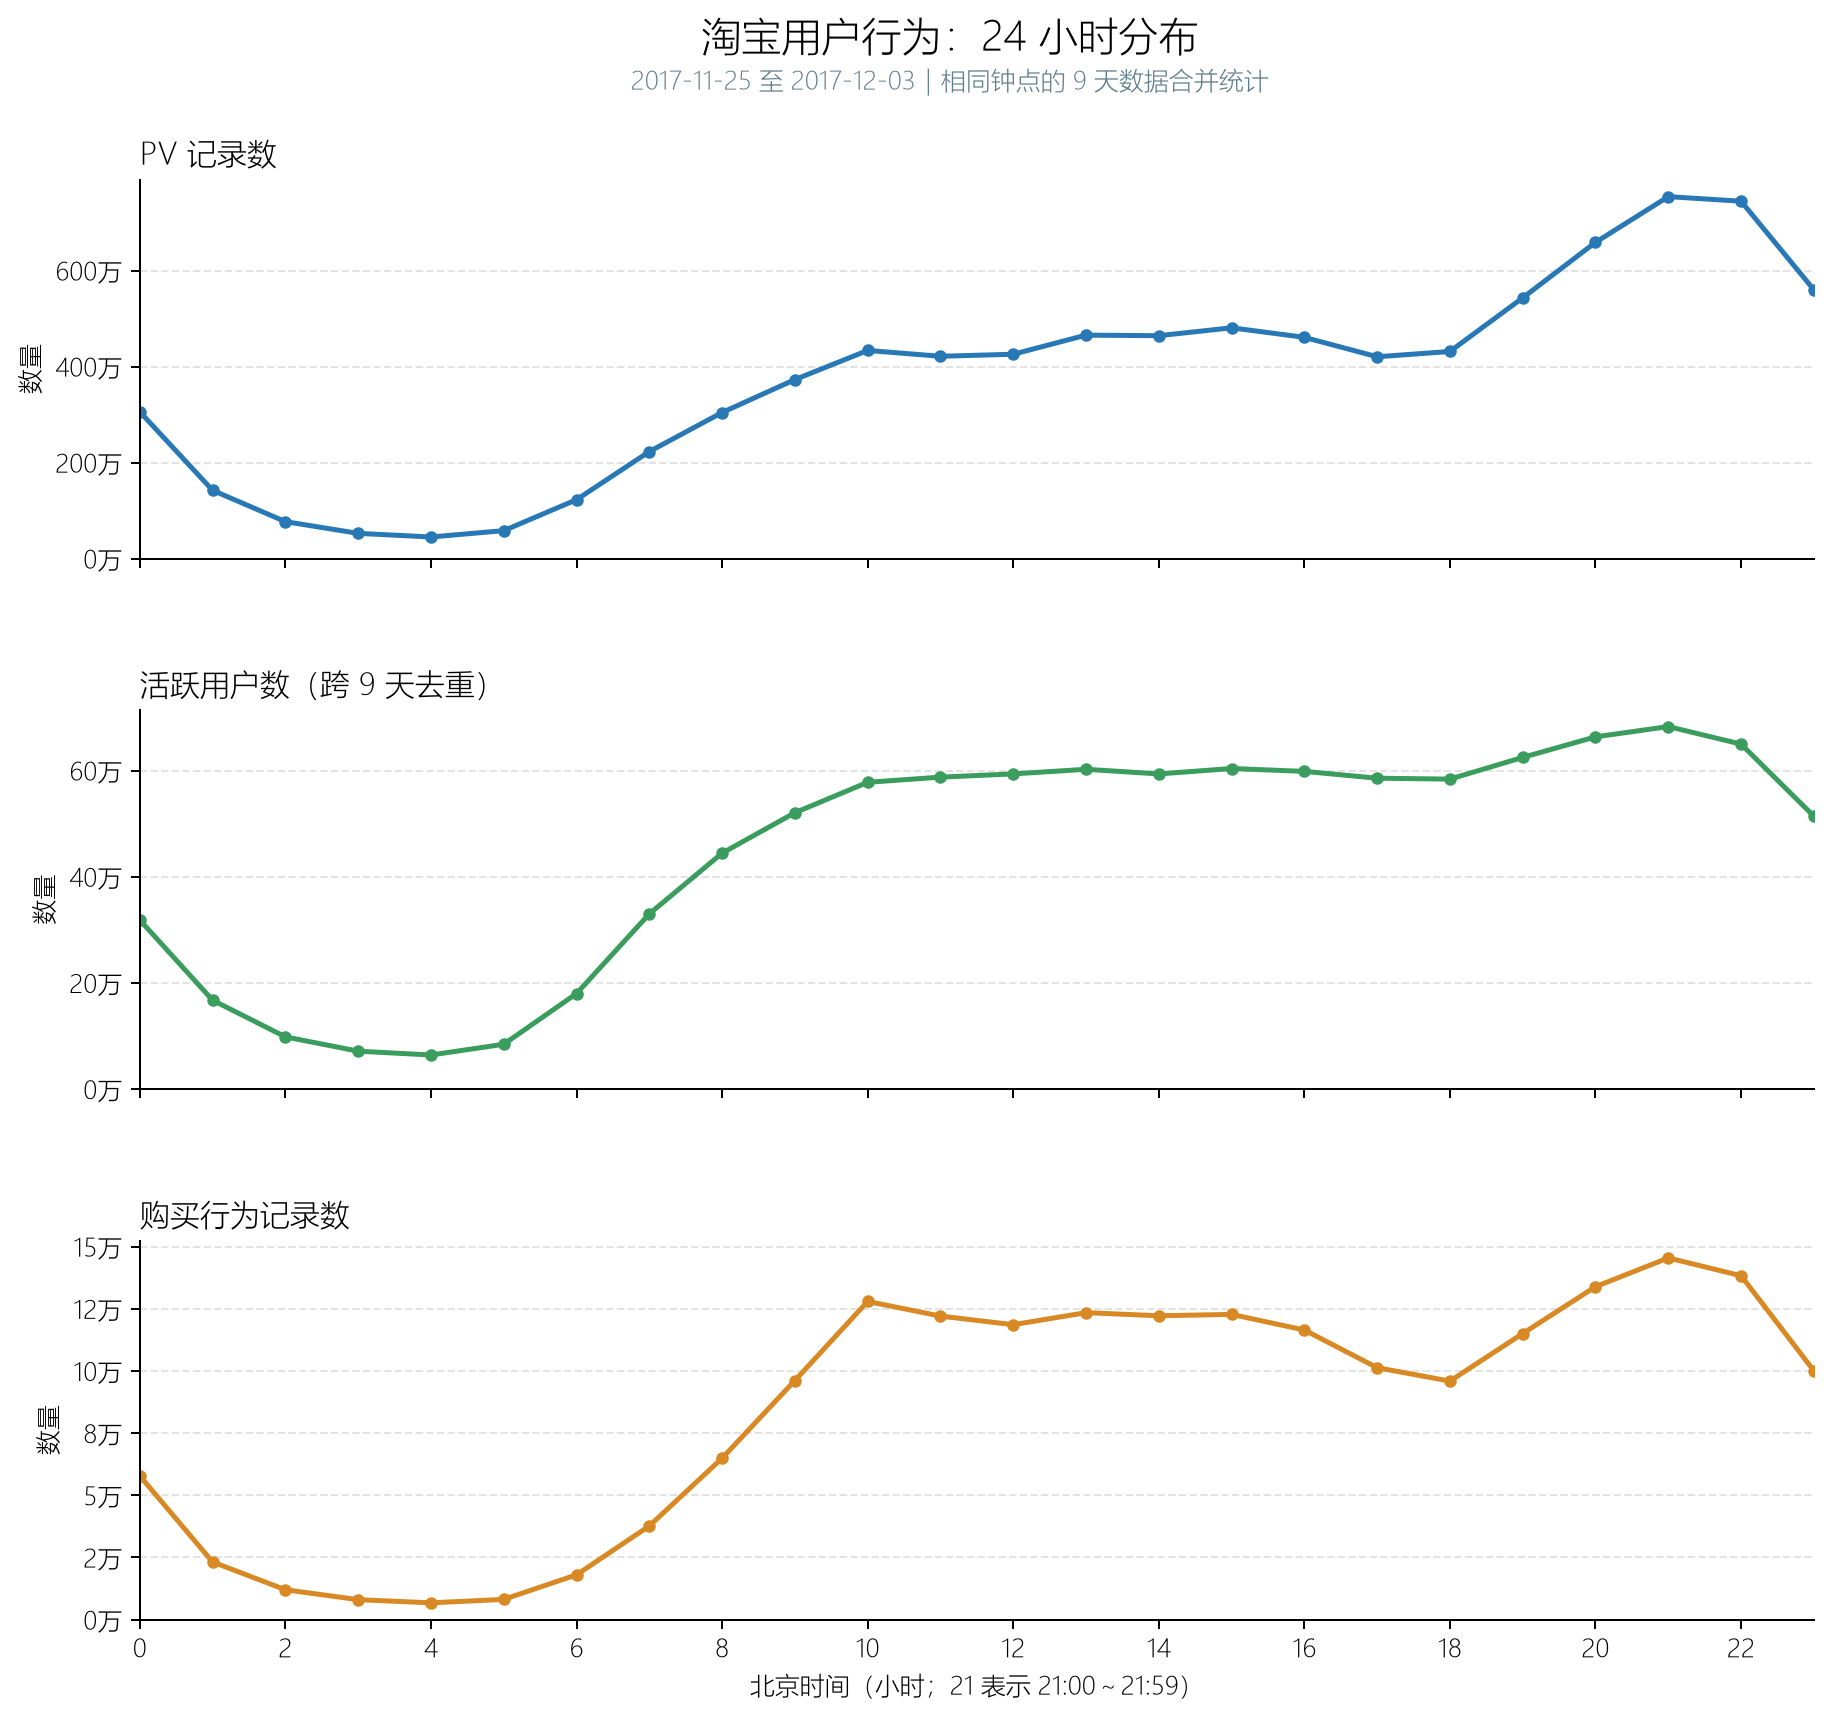 淘宝用户行为：24 小时分布
2017-11-25 至 2017-12-03｜相同钟点的 9 天数据合并统计
PV 记录数
600万
400万
200万
0万
数量
活跃用户数（跨 9 天去重）
60万
40万
20万
0万
数量
购买行为记录数
15万
12万
10万
8万
5万
2万
0万
数量
0 2 4 6 8 10 12 14 16 18 20 22
北京时间（小时；21 表示 21:00 ~ 21:59）